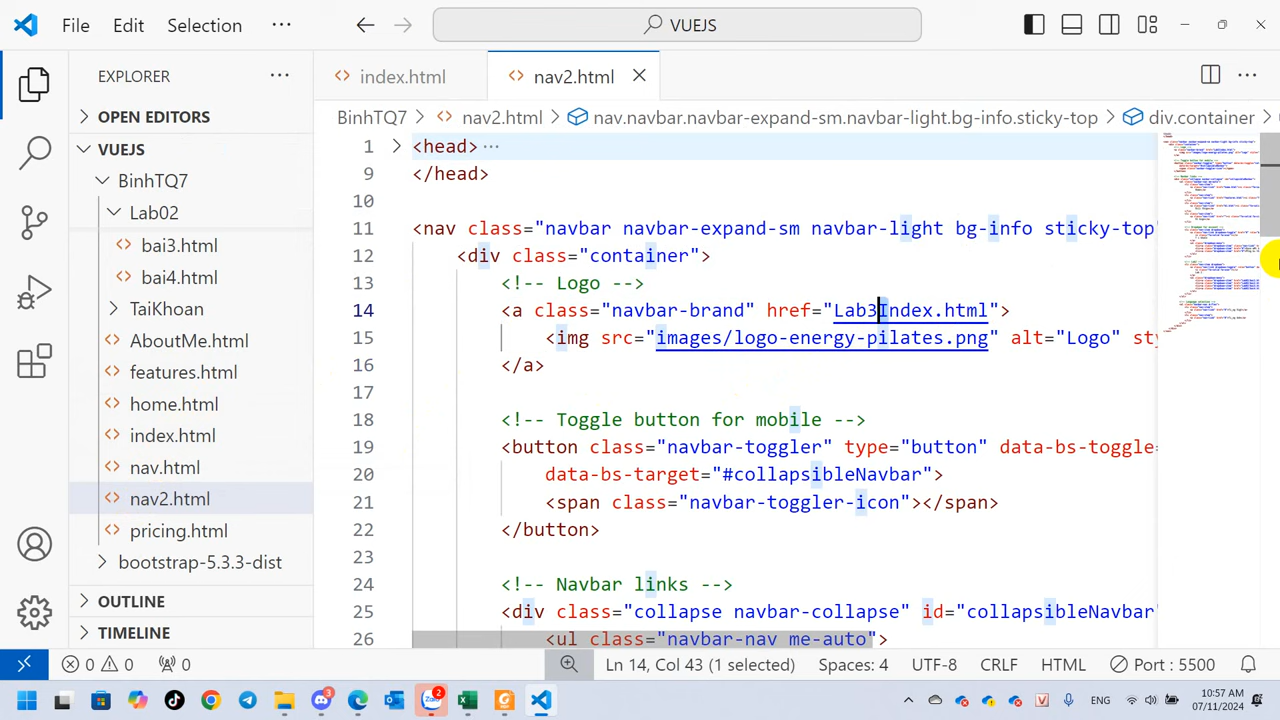 File Edit Selection ··· VUEJS
EXPLORER ···
index.html
nav2.html
OPEN EDITORS
BinhTQ7 > nav2.html > nav.navbar.navbar-expand-sm.navbar-light.bg-info.sticky-top > div.container
VUEJS
BinhTQ7
Lab02
bai3.html
bai4.html
TaiKhoan
AboutMe.html
features.html
home.html
index.html
nav.html
nav2.html
pricing.html
bootstrap-5.3.3-dist
OUTLINE
TIMELINE
1 <head> ···
9 </head>
10
11 <nav class="navbar navbar-expand-sm navbar-light bg-info sticky-top"
12 <div class="container">
13 <!-- Logo -->
14 class="navbar-brand" href="Lab3Index.html">
15 <img src="images/logo-energy-pilates.png" alt="Logo" sty
16 </a>
17
18 <!-- Toggle button for mobile -->
19 <button class="navbar-toggler" type="button" data-bs-toggle=
20 data-bs-target="#collapsibleNavbar">
21 <span class="navbar-toggler-icon"></span>
22 </button>
23
24 <!-- Navbar links -->
25 <div class="collapse navbar-collapse" id="collapsibleNavbar"
26 <ul class="navbar-nav me-auto">
0 0 0 Ln 14, Col 43 (1 selected) Spaces: 4 UTF-8 CRLF HTML Port : 5500
3 Zalo 2 ENG 10:57 AM
07/11/2024